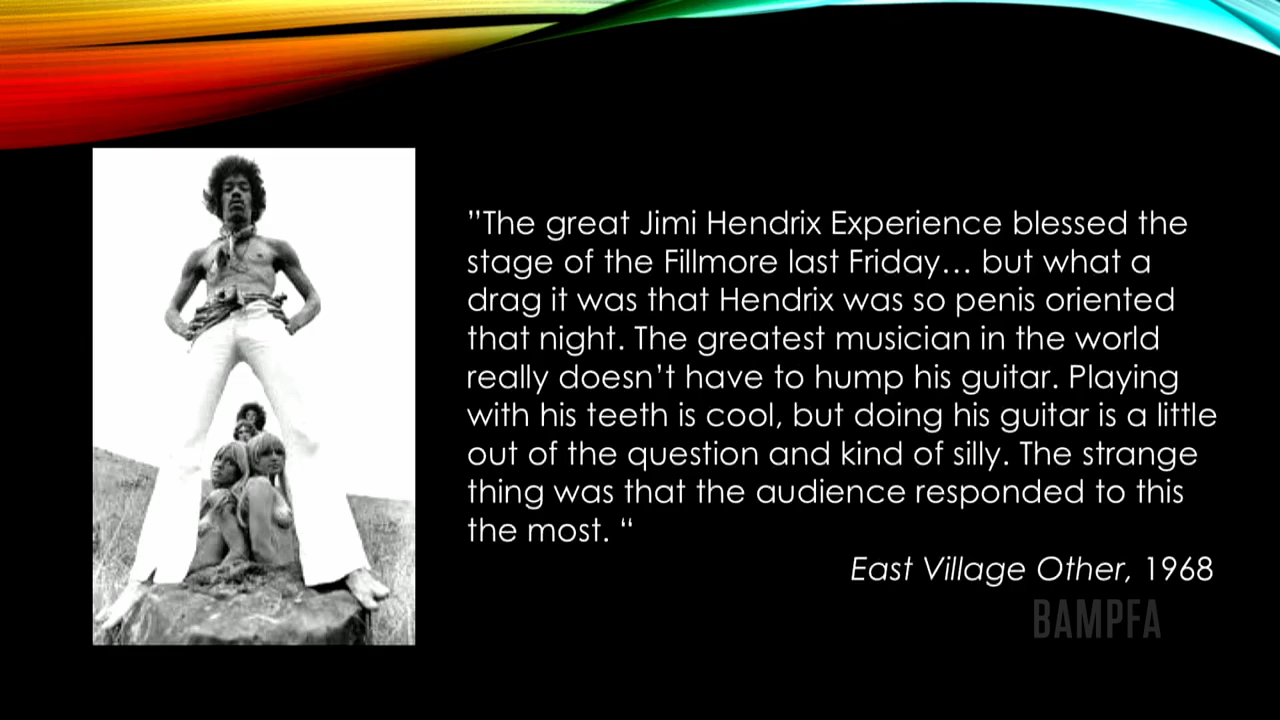 ”The great Jimi Hendrix Experience blessed the
stage of the Fillmore last Friday… but what a
drag it was that Hendrix was so penis oriented
that night. The greatest musician in the world
really doesn’t have to hump his guitar. Playing
with his teeth is cool, but doing his guitar is a little
out of the question and kind of silly. The strange
thing was that the audience responded to this
the most. “
East Village Other, 1968
BAMPFA